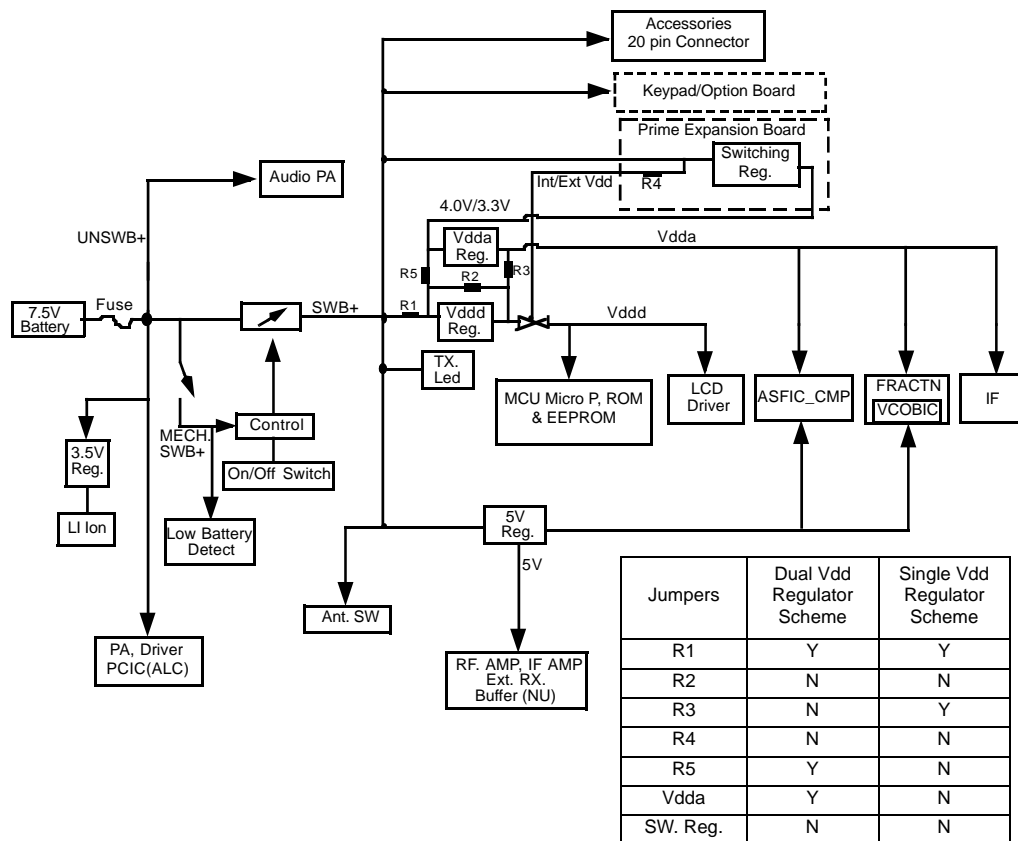 Accessories
20 pin Connector
Keypad/Option Board
Prime Expansion Board
Switching
Reg.
Audio PA
Int/Ext Vdd
R4
4.0V/3.3V
UNSWB+
Vdda
Reg.
Vdda
R3
R5
R2
Fuse
7.5V
Battery
SWB+
R1
Vddd
Reg.
Vddd
TX.
Led
MCU Micro P, ROM
& EEPROM
LCD
Driver
ASFIC_CMP
FRACTN
VCOBIC
IF
Control
MECH.
SWB+
3.5V
Reg.
On/Off Switch
LI Ion
Low Battery
Detect
5V
Reg.
5V
Ant. SW
PA, Driver
PCIC(ALC)
RF. AMP, IF AMP
Ext. RX.
Buffer (NU)
Jumpers Dual Vdd Regulator Scheme Single Vdd Regulator Scheme
R1 Y Y
R2 N N
R3 N Y
R4 N N
R5 Y N
Vdda Y N
SW. Reg. N N